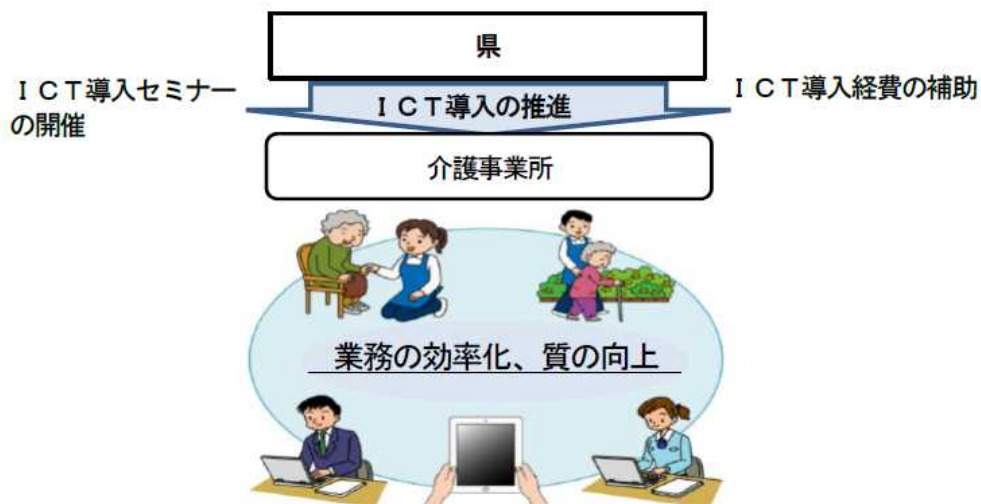 県
ＩＣＴ導入セミナー
の開催
ＩＣＴ導入の推進
ＩＣＴ導入経費の補助
介護事業所
業務の効率化、質の向上